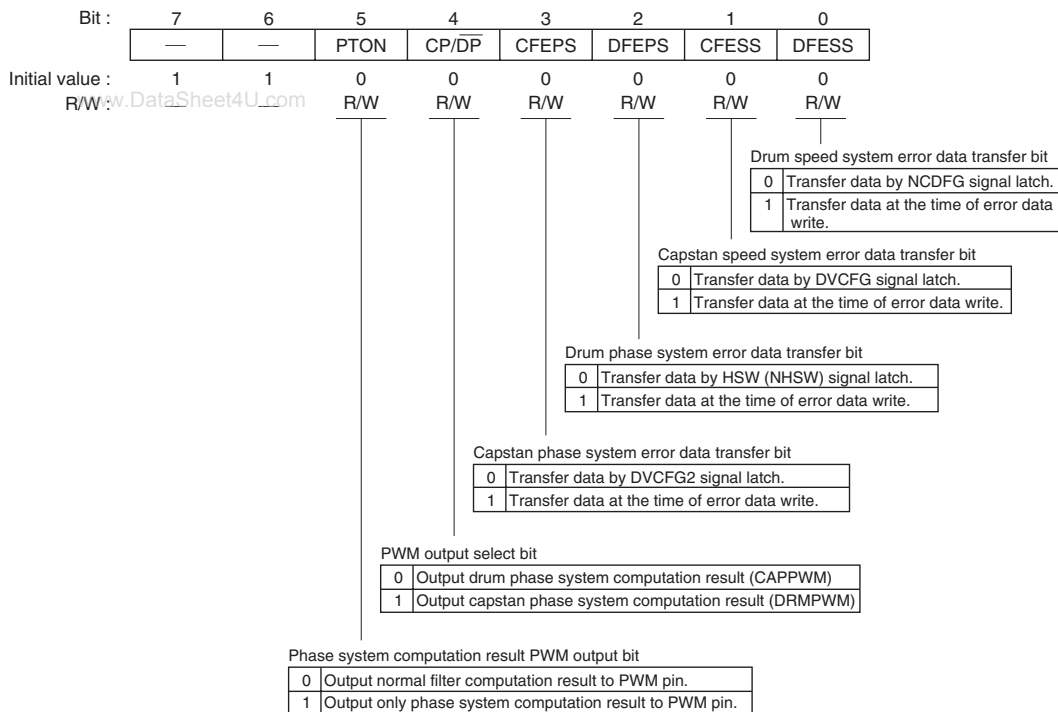 Bit : 7 6 5 4 3 2 1 0
— — PTON CP/D̅P̅ CFEPS DFEPS CFESS DFESS
Initial value : 1 1 0 0 0 0 0 0
R/W : — — R/W R/W R/W R/W R/W R/W
www.DataSheet4U.com
Drum speed system error data transfer bit
0 Transfer data by NCDFG signal latch.
1 Transfer data at the time of error data
write.
Capstan speed system error data transfer bit
0 Transfer data by DVCFG signal latch.
1 Transfer data at the time of error data write.
Drum phase system error data transfer bit
0 Transfer data by HSW (NHSW) signal latch.
1 Transfer data at the time of error data write.
Capstan phase system error data transfer bit
0 Transfer data by DVCFG2 signal latch.
1 Transfer data at the time of error data write.
PWM output select bit
0 Output drum phase system computation result (CAPPWM)
1 Output capstan phase system computation result (DRMPWM)
Phase system computation result PWM output bit
0 Output normal filter computation result to PWM pin.
1 Output only phase system computation result to PWM pin.